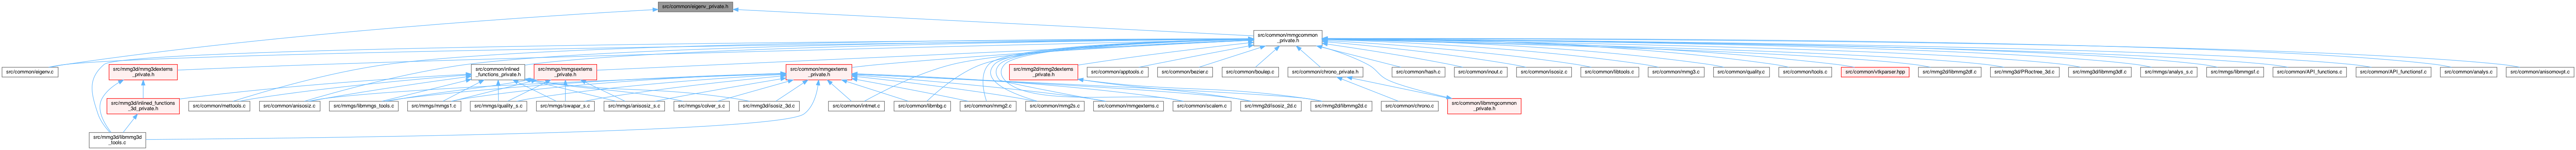 src/common/eigenv_private.h
src/common/mmgcommon
_private.h
src/common/eigenv.c
src/mmg3d/mmg3dexterns
_private.h
src/common/inlined
_functions_private.h
src/mmgs/mmgsexterns
_private.h
src/common/mmgexterns
_private.h
src/mmg2d/mmg2dexterns
_private.h
src/common/apptools.c
src/common/bezier.c
src/common/boulep.c
src/common/chrono_private.h
src/common/hash.c
src/common/inout.c
src/common/isosiz.c
src/common/libtools.c
src/common/mmg3.c
src/common/quality.c
src/common/tools.c
src/common/vtkparser.hpp
src/mmg2d/libmmg2df.c
src/mmg3d/PRoctree_3d.c
src/mmg3d/libmmg3df.c
src/mmgs/analys_s.c
src/mmgs/libmmgsf.c
src/common/API_functions.c
src/common/API_functionsf.c
src/common/analys.c
src/common/anisomovpt.c
src/mmg3d/inlined_functions
_3d_private.h
src/common/mettools.c
src/common/anisosiz.c
src/mmgs/libmmgs_tools.c
src/mmgs/mmgs1.c
src/mmgs/quality_s.c
src/mmgs/swapar_s.c
src/mmgs/anisosiz_s.c
src/mmgs/colver_s.c
src/mmg3d/isosiz_3d.c
src/common/intmet.c
src/common/librnbg.c
src/common/mmg2.c
src/common/mmg2s.c
src/common/mmgexterns.c
src/common/scalem.c
src/mmg2d/isosiz_2d.c
src/mmg2d/libmmg2d.c
src/common/chrono.c
src/common/libmmgcommon
_private.h
src/mmg3d/libmmg3d
_tools.c